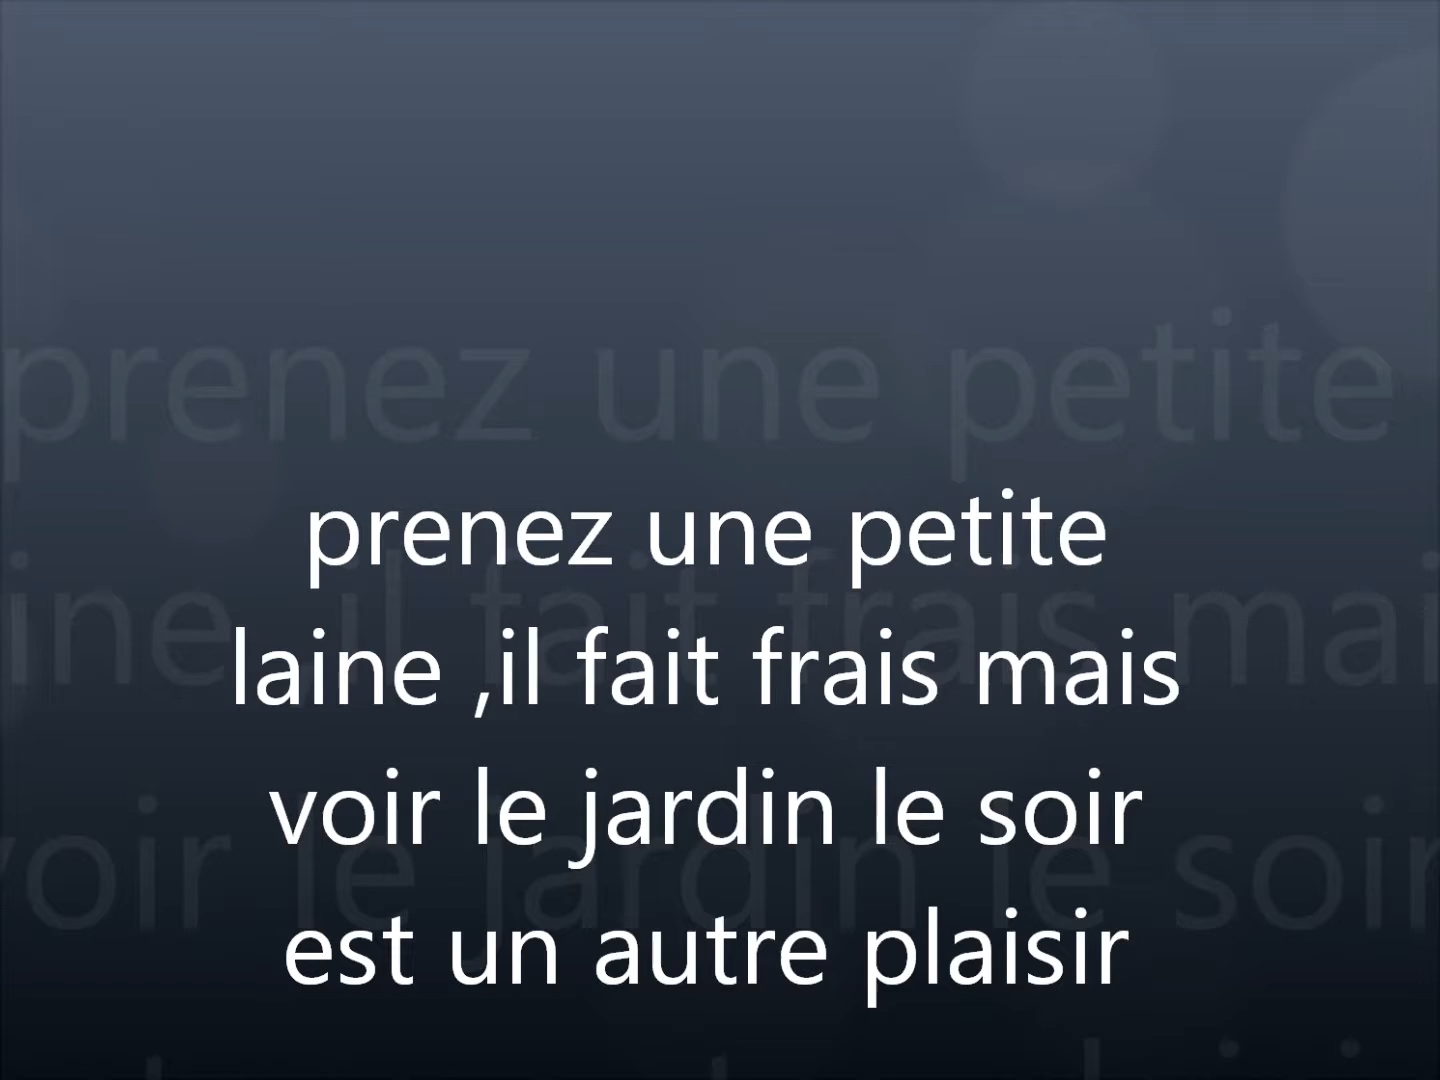 prenez une petite
laine ,il fait frais mais
voir le jardin le soir
est un autre plaisir